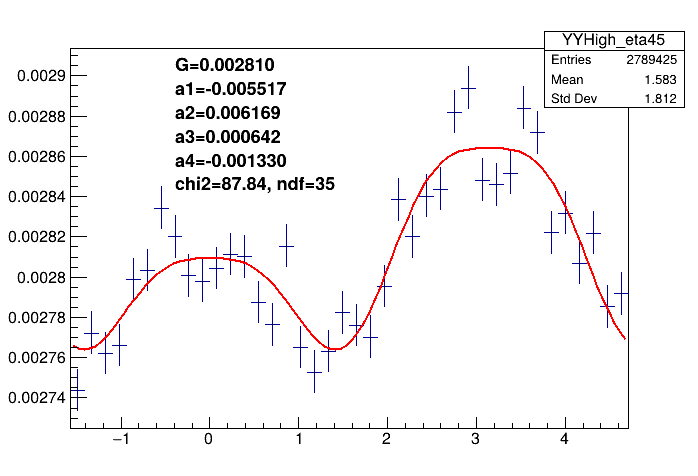 YYHigh_eta45
Entries 2789425
Mean 1.583
Std Dev 1.812
G=0.002810
a1=-0.005517
a2=0.006169
a3=0.000642
a4=-0.001330
chi2=87.84, ndf=35
0.0029
0.00288
0.00286
0.00284
0.00282
0.0028
0.00278
0.00276
0.00274
−1 0 1 2 3 4